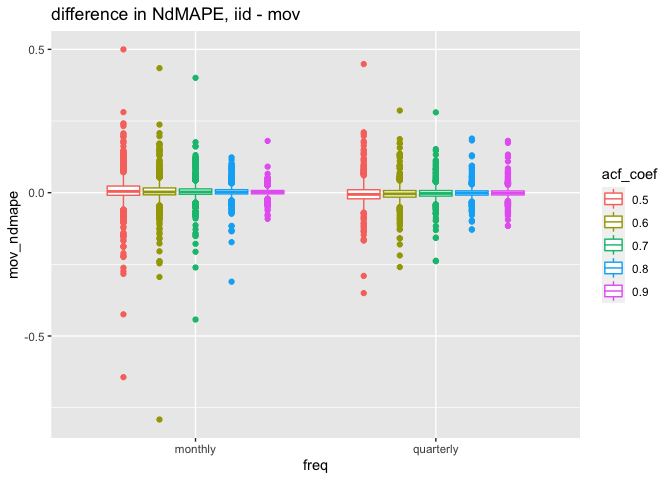 difference in NdMAPE, iid - mov
mov_ndmape
0.5
0.0
-0.5
monthly
quarterly
freq
acf_coef
0.5
0.6
0.7
0.8
0.9